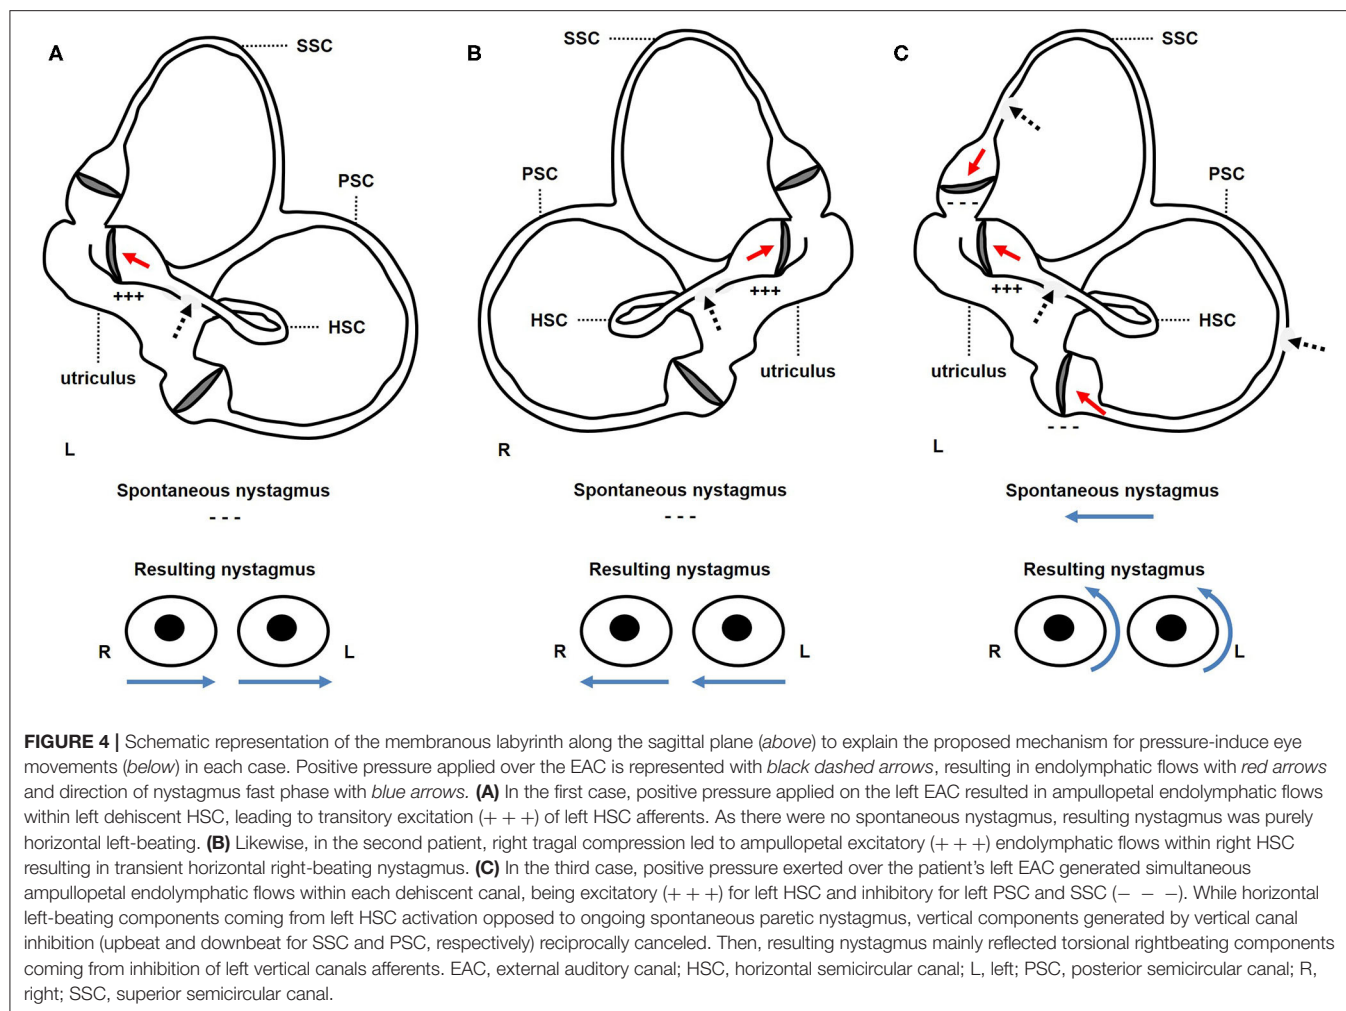 A
SSC
PSC
+++
HSC
utriculus
L
Spontaneous nystagmus
- - -
Resulting nystagmus
R
L
B
SSC
PSC
HSC
+++
utriculus
R
Spontaneous nystagmus
- - -
Resulting nystagmus
R
L
C
SSC
PSC
- - -
+++
HSC
utriculus
- - -
L
Spontaneous nystagmus
Resulting nystagmus
R
L
FIGURE 4 | Schematic representation of the membranous labyrinth along the sagittal plane (above) to explain the proposed mechanism for pressure-induce eye
movements (below) in each case. Positive pressure applied over the EAC is represented with black dashed arrows, resulting in endolymphatic flows with red arrows
and direction of nystagmus fast phase with blue arrows. (A) In the first case, positive pressure applied on the left EAC resulted in ampullopetal endolymphatic flows
within left dehiscent HSC, leading to transitory excitation (+ + +) of left HSC afferents. As there were no spontaneous nystagmus, resulting nystagmus was purely
horizontal left-beating. (B) Likewise, in the second patient, right tragal compression led to ampullopetal excitatory (+ + +) endolymphatic flows within right HSC
resulting in transient horizontal right-beating nystagmus. (C) In the third case, positive pressure exerted over the patient's left EAC generated simultaneous
ampullopetal endolymphatic flows within each dehiscent canal, being excitatory (+ + +) for left HSC and inhibitory for left PSC and SSC (− − −). While horizontal
left-beating components coming from left HSC activation opposed to ongoing spontaneous paretic nystagmus, vertical components generated by vertical canal
inhibition (upbeat and downbeat for SSC and PSC, respectively) reciprocally canceled. Then, resulting nystagmus mainly reflected torsional rightbeating components
coming from inhibition of left vertical canals afferents. EAC, external auditory canal; HSC, horizontal semicircular canal; L, left; PSC, posterior semicircular canal; R,
right; SSC, superior semicircular canal.